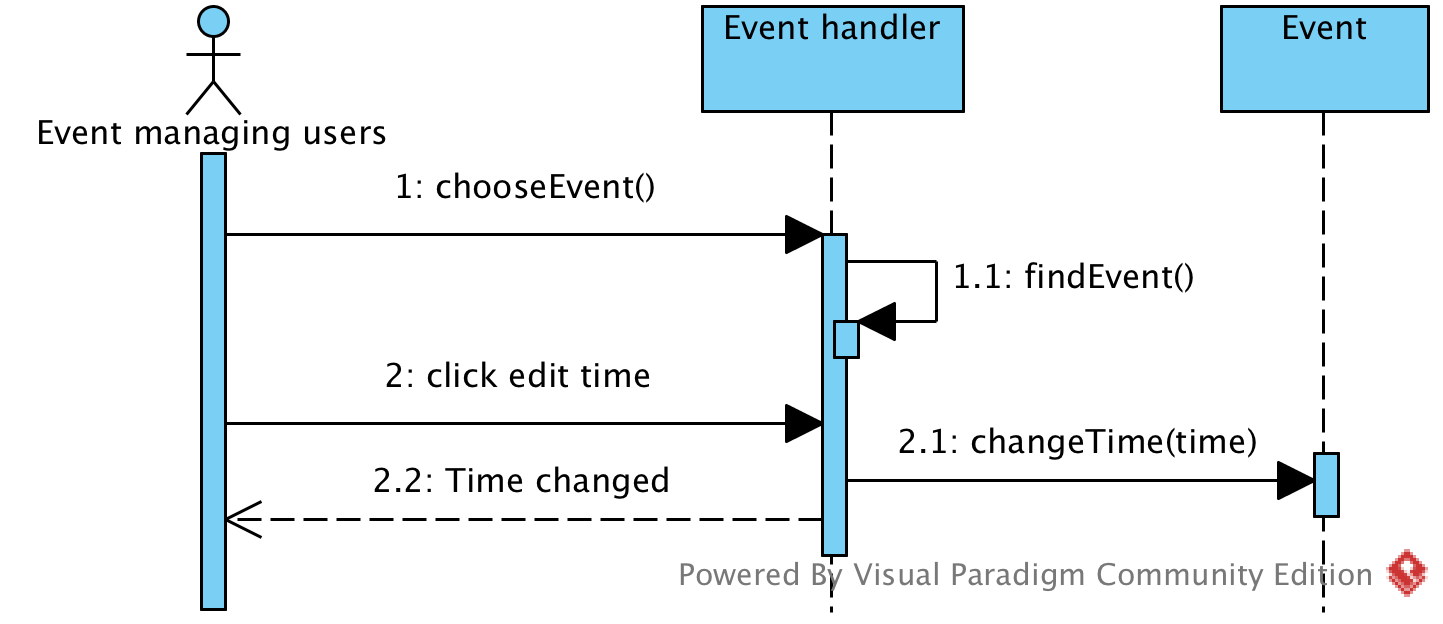 Event handler
Event
Event managing users
1: chooseEvent()
1.1: findEvent()
2: click edit time
2.1: changeTime(time)
2.2: Time changed
Powered By Visual Paradigm Community Edition